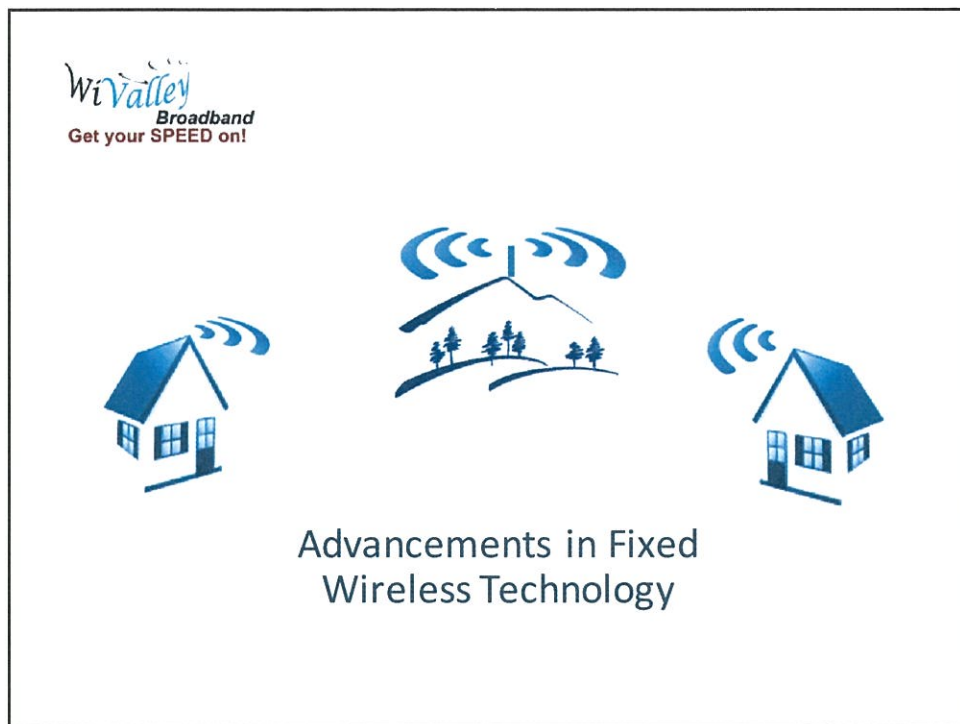 WiValley
Broadband
Get your SPEED on!
Advancements in Fixed
Wireless Technology